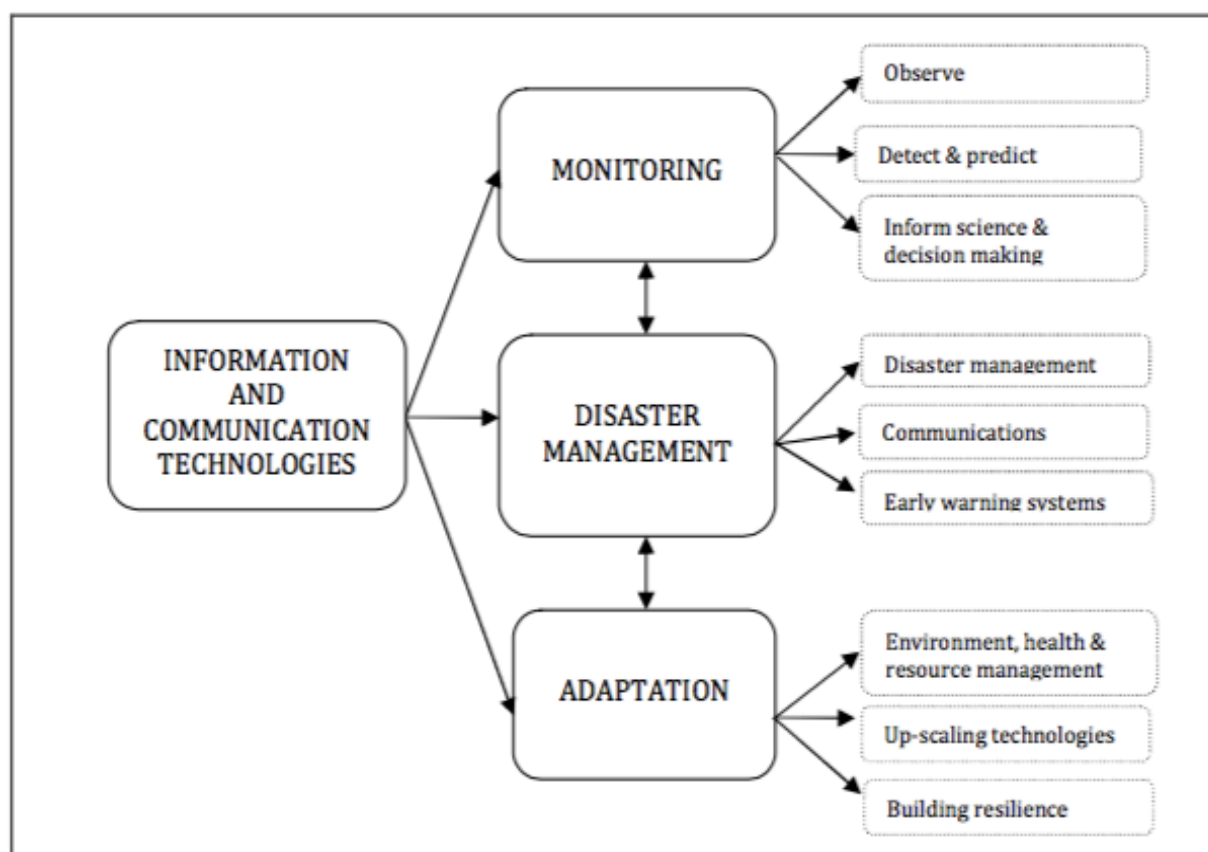 INFORMATION
AND
COMMUNICATION
TECHNOLOGIES
MONITORING
Observe
Detect & predict
Inform science &
decision making
DISASTER
MANAGEMENT
Disaster management
Communications
Early warning systems
ADAPTATION
Environment, health &
resource management
Up-scaling technologies
Building resilience